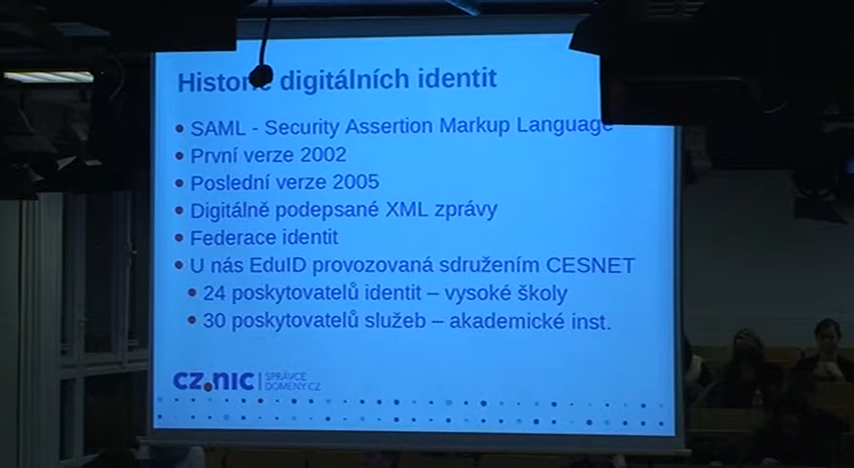 Historie digitálních identit
SAML - Security Assertion Markup Language
První verze 2002
Poslední verze 2005
Digitálně podepsané XML zprávy
Federace identit
U nás EduID provozovaná sdružením CESNET
24 poskytovatelů identit – vysoké školy
30 poskytovatelů služeb – akademické inst.
CZ.NIC | SPRÁVCE
DOMÉNY CZ